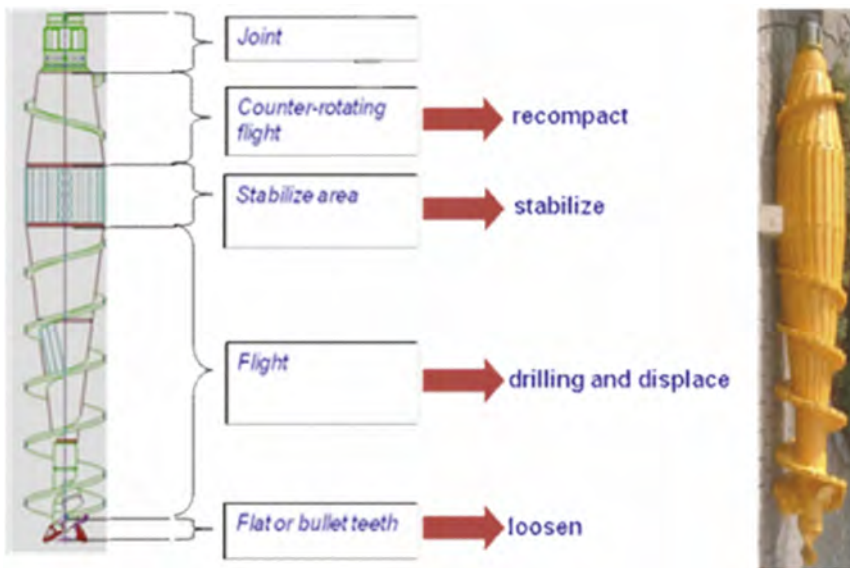 Joint
Counter-rotating
flight
recompact
Stabilize area
stabilize
Flight
drilling and displace
Flat or bullet teeth
loosen